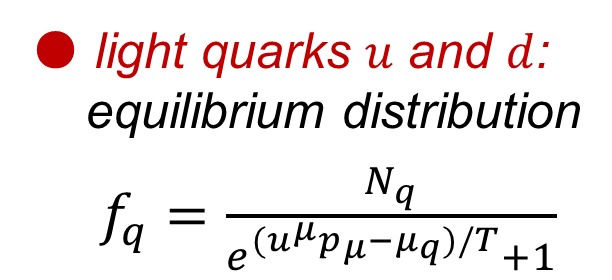 ● light quarks 𝑢 and 𝑑:
equilibrium distribution
𝑓_𝑞 = 𝑁_𝑞 / (𝑒^{(𝑢^𝜇 𝑝_𝜇−𝜇_𝑞)/𝑇}+1)